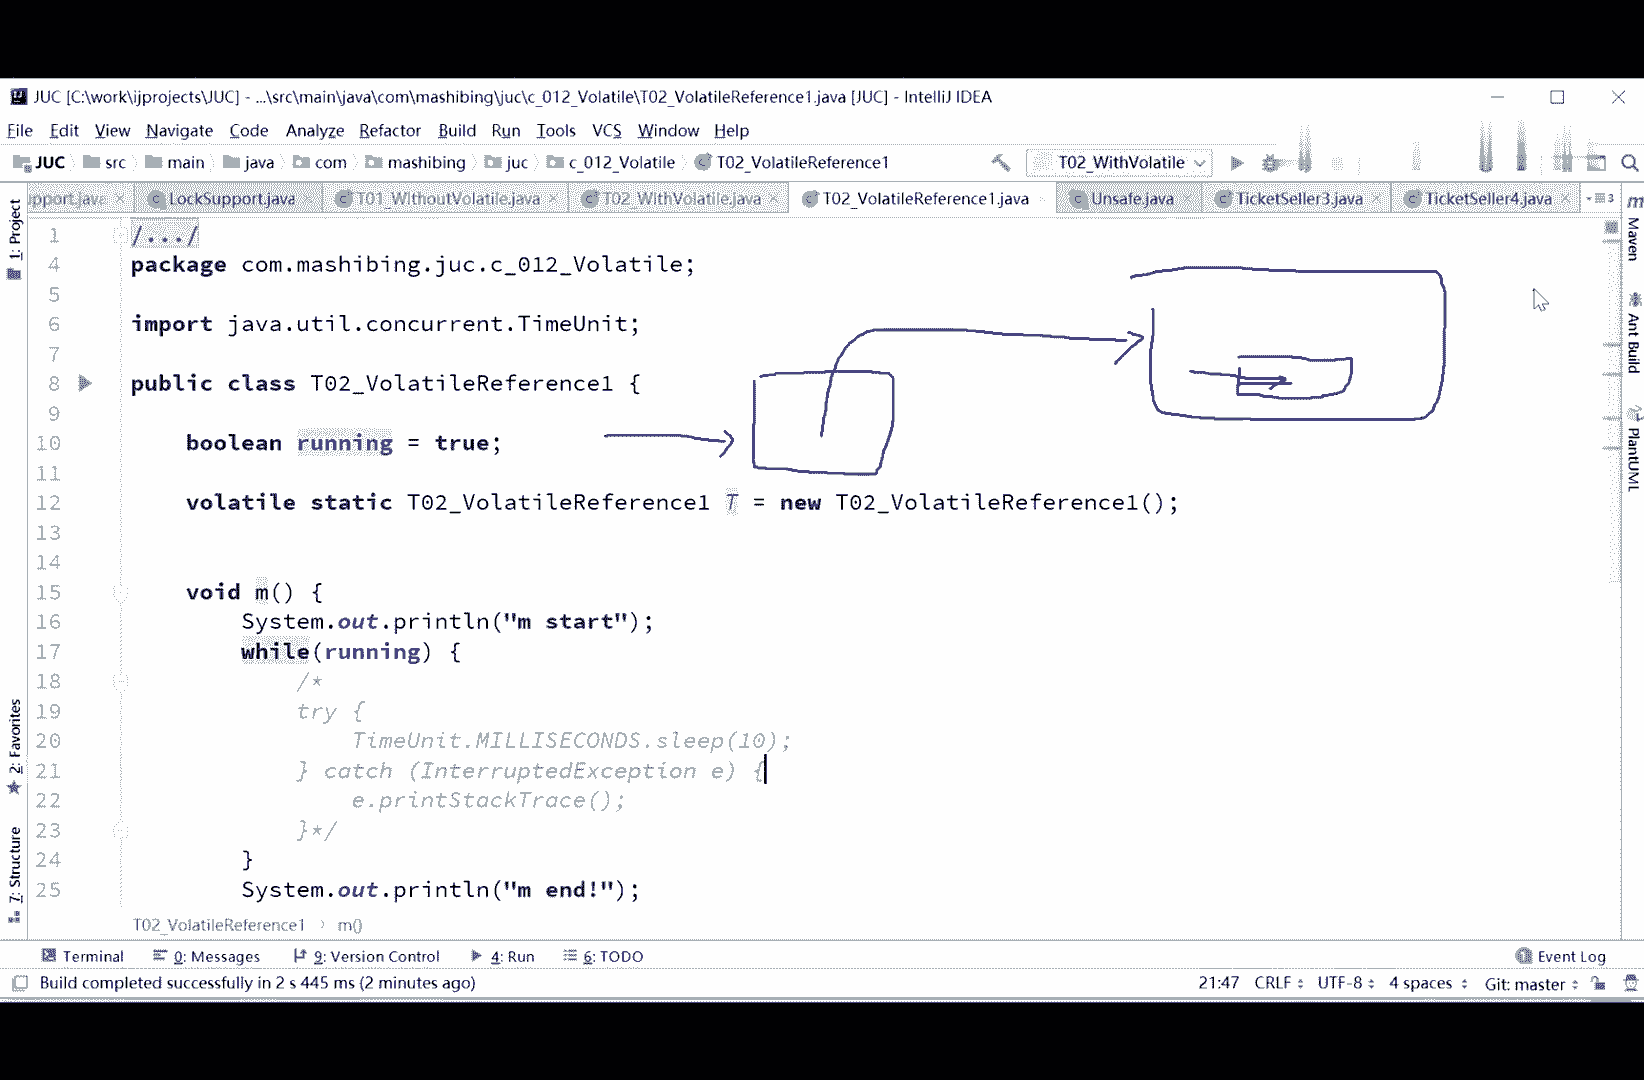 JUC [C:\work\ijprojects\JUC] - ...\src\main\java\com\mashibing\juc\c_012_Volatile\T02_VolatileReference1.java [JUC] - IntelliJ IDEA
File Edit View Navigate Code Analyze Refactor Build Run Tools VCS Window Help
JUC src main java com mashibing juc c_012_Volatile T02_VolatileReference1 T02_WithVolatile
pport.java LockSupport.java T01_WithoutVolatile.java T02_WithVolatile.java T02_VolatileReference1.java Unsafe.java TicketSeller3.java TicketSeller4.java 3
1: Project
2: Favorites
7: Structure
1 /.../
4 package com.mashibing.juc.c_012_Volatile;
5
6 import java.util.concurrent.TimeUnit;
7
8 public class T02_VolatileReference1 {
9
10 boolean running = true;
11
12 volatile static T02_VolatileReference1 T = new T02_VolatileReference1();
13
14
15 void m() {
16 System.out.println("m start");
17 while(running) {
18 /*
19 try {
20 TimeUnit.MILLISECONDS.sleep(10);
21 } catch (InterruptedException e) {
22 e.printStackTrace();
23 }*/
24 }
25 System.out.println("m end!");
Maven
Ant Build
PlantUML
T02_VolatileReference1 m()
Terminal 0: Messages 9: Version Control 4: Run 6: TODO 1 Event Log
Build completed successfully in 2 s 445 ms (2 minutes ago) 21:47 CRLF UTF-8 4 spaces Git: master